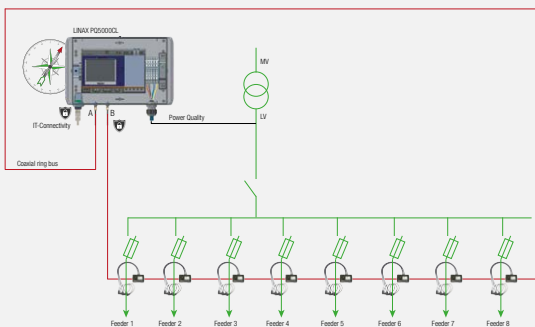 LINAX PQ5000CL
MV
LV
A
B
IT-Connectivity
Power Quality
Coaxial ring bus
Feeder 1
Feeder 2
Feeder 3
Feeder 4
Feeder 5
Feeder 6
Feeder 7
Feeder 8